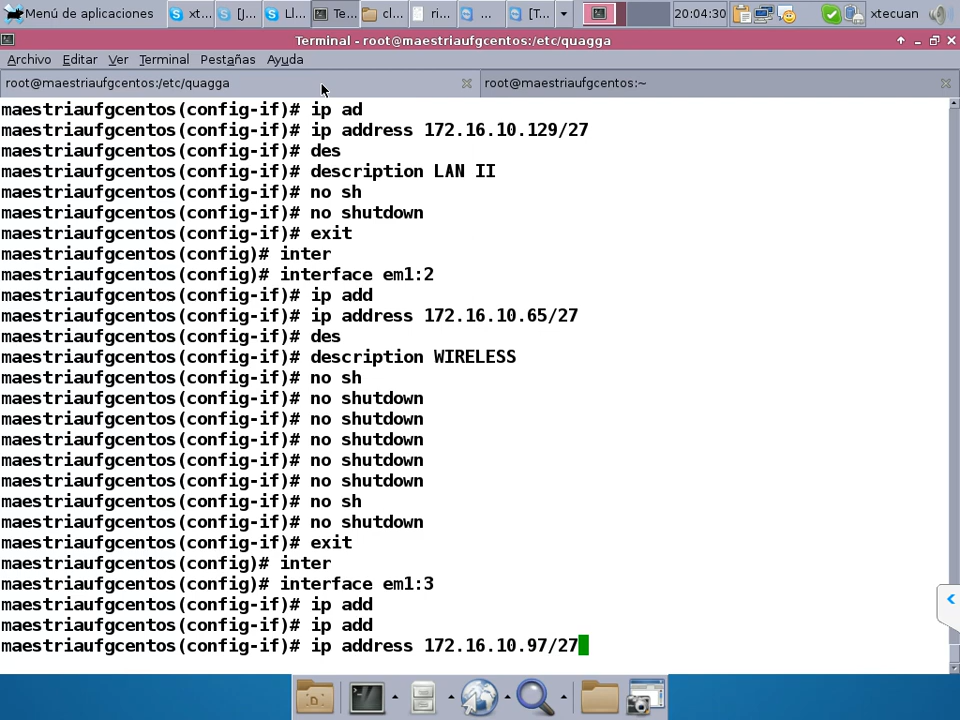 Menú de aplicaciones xt... [J... Ll... Te... cl... ri... ... [T... 20:04:30 xtecuan
Terminal - root@maestriaufgcentos:/etc/quagga
Archivo Editar Ver Terminal Pestañas Ayuda
root@maestriaufgcentos:/etc/quagga root@maestriaufgcentos:~
maestriaufgcentos(config-if)# ip ad
maestriaufgcentos(config-if)# ip address 172.16.10.129/27
maestriaufgcentos(config-if)# des
maestriaufgcentos(config-if)# description LAN II
maestriaufgcentos(config-if)# no sh
maestriaufgcentos(config-if)# no shutdown
maestriaufgcentos(config-if)# exit
maestriaufgcentos(config)# inter
maestriaufgcentos(config)# interface em1:2
maestriaufgcentos(config-if)# ip add
maestriaufgcentos(config-if)# ip address 172.16.10.65/27
maestriaufgcentos(config-if)# des
maestriaufgcentos(config-if)# description WIRELESS
maestriaufgcentos(config-if)# no sh
maestriaufgcentos(config-if)# no shutdown
maestriaufgcentos(config-if)# no shutdown
maestriaufgcentos(config-if)# no shutdown
maestriaufgcentos(config-if)# no shutdown
maestriaufgcentos(config-if)# no shutdown
maestriaufgcentos(config-if)# no sh
maestriaufgcentos(config-if)# no shutdown
maestriaufgcentos(config-if)# exit
maestriaufgcentos(config)# inter
maestriaufgcentos(config)# interface em1:3
maestriaufgcentos(config-if)# ip add
maestriaufgcentos(config-if)# ip add
maestriaufgcentos(config-if)# ip address 172.16.10.97/27